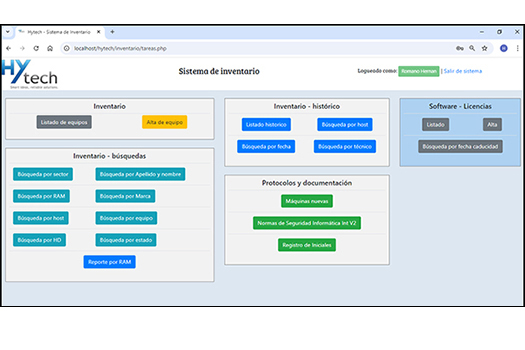 Hytech - Sistema de Inventario
localhost/hytech/inventario/tareas.php
HYtech
Smart ideas, reliable solutions.
Sistema de inventario
Logueado como: Romansi Hernan | Salir de sistema
Inventario
Listado de equipos
Alta de equipo
Inventario - búsquedas
Búsqueda por sector
Búsqueda por Apellido y nombre
Búsqueda por RAM
Búsqueda por Marca
Búsqueda por host
Búsqueda por equipo
Búsqueda por HD
Búsqueda por estado
Reporte por RAM
Inventario - histórico
Listado historico
Búsqueda por host
Búsqueda por fecha
Búsqueda por técnico
Protocolos y documentación
Máquinas nuevas
Normas de Seguridad Informática Int V2
Registro de Iniciales
Software - Licencias
Listado
Alta
Búsqueda por fecha caducidad